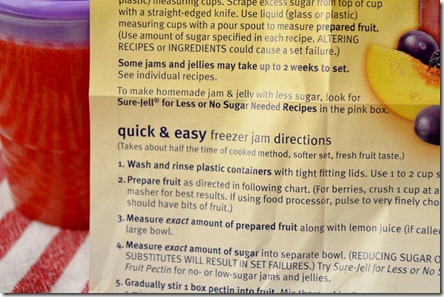 plastic) measuring cups. Scrape excess sugar from top of cup
with a straight-edged knife. Use liquid (glass or plastic)
measuring cups with a pour spout to measure prepared fruit.
(Use amount of sugar specified in each recipe. ALTERING
RECIPES or INGREDIENTS could cause a set failure.)
Some jams and jellies may take up to 2 weeks to set.
See individual recipes.
To make homemade jam & jelly with less sugar, look for
Sure-Jell® for Less or No Sugar Needed Recipes in the pink box.
quick & easy freezer jam directions
(Takes about half the time of cooked method, softer set, fresh fruit taste.)
1. Wash and rinse plastic containers with tight fitting lids. Use 1 to 2 cup s
2. Prepare fruit as directed in following chart. (For berries, crush 1 cup at a
masher for best results. If using food processor, pulse to very finely cho
should have bits of fruit.)
3. Measure exact amount of prepared fruit along with lemon juice (if called
large bowl.
4. Measure exact amount of sugar into separate bowl. (REDUCING SUGAR O
SUBSTITUTES WILL RESULT IN SET FAILURES.) Try Sure-Jell for Less or No S
Fruit Pectin for no- or low-sugar jams and jellies.
5. Gradually stir 1 box pectin into fruit.